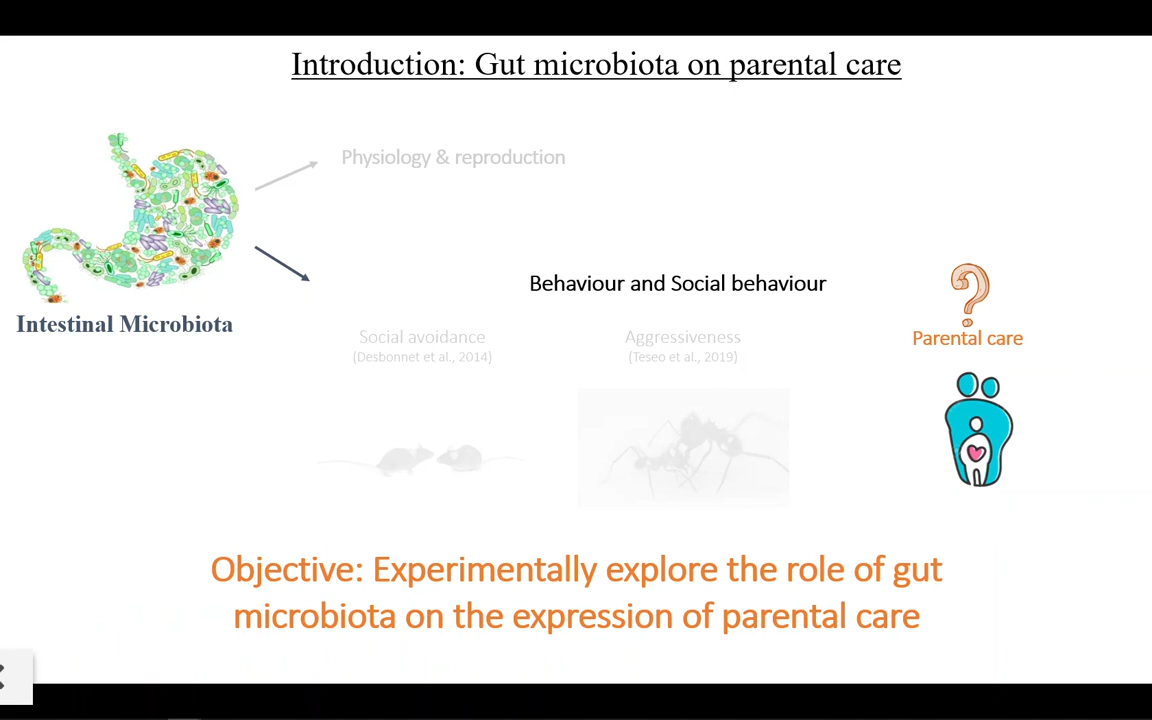 Introduction: Gut microbiota on parental care
Physiology & reproduction
Behaviour and Social behaviour
Intestinal Microbiota
Social avoidance
(Desbonnet et al., 2014)
Aggressiveness
(Teseo et al., 2019)
?
Parental care
Objective: Experimentally explore the role of gut
microbiota on the expression of parental care